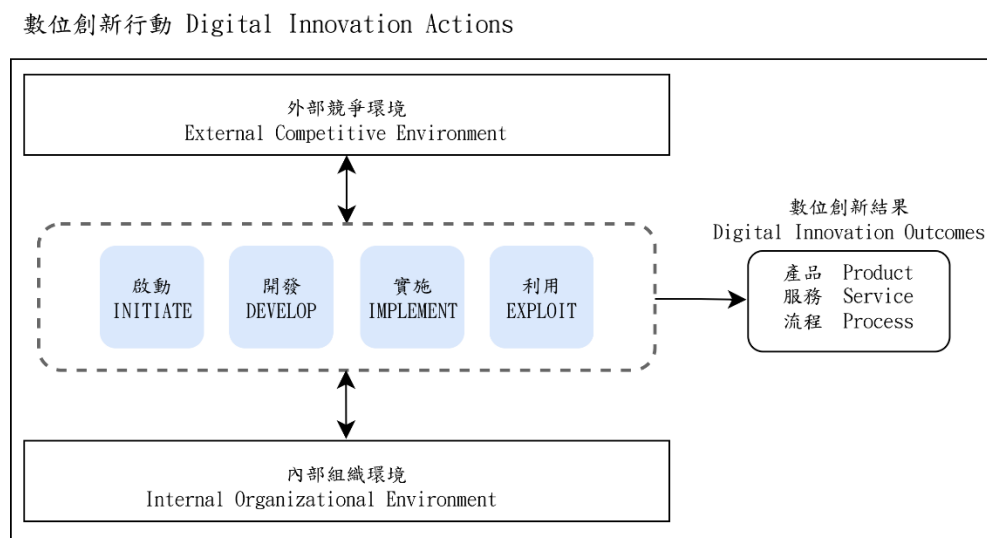 數位創新行動 Digital Innovation Actions
外部競爭環境
External Competitive Environment
啟動
INITIATE
開發
DEVELOP
實施
IMPLEMENT
利用
EXPLOIT
數位創新結果
Digital Innovation Outcomes
產品 Product
服務 Service
流程 Process
內部組織環境
Internal Organizational Environment